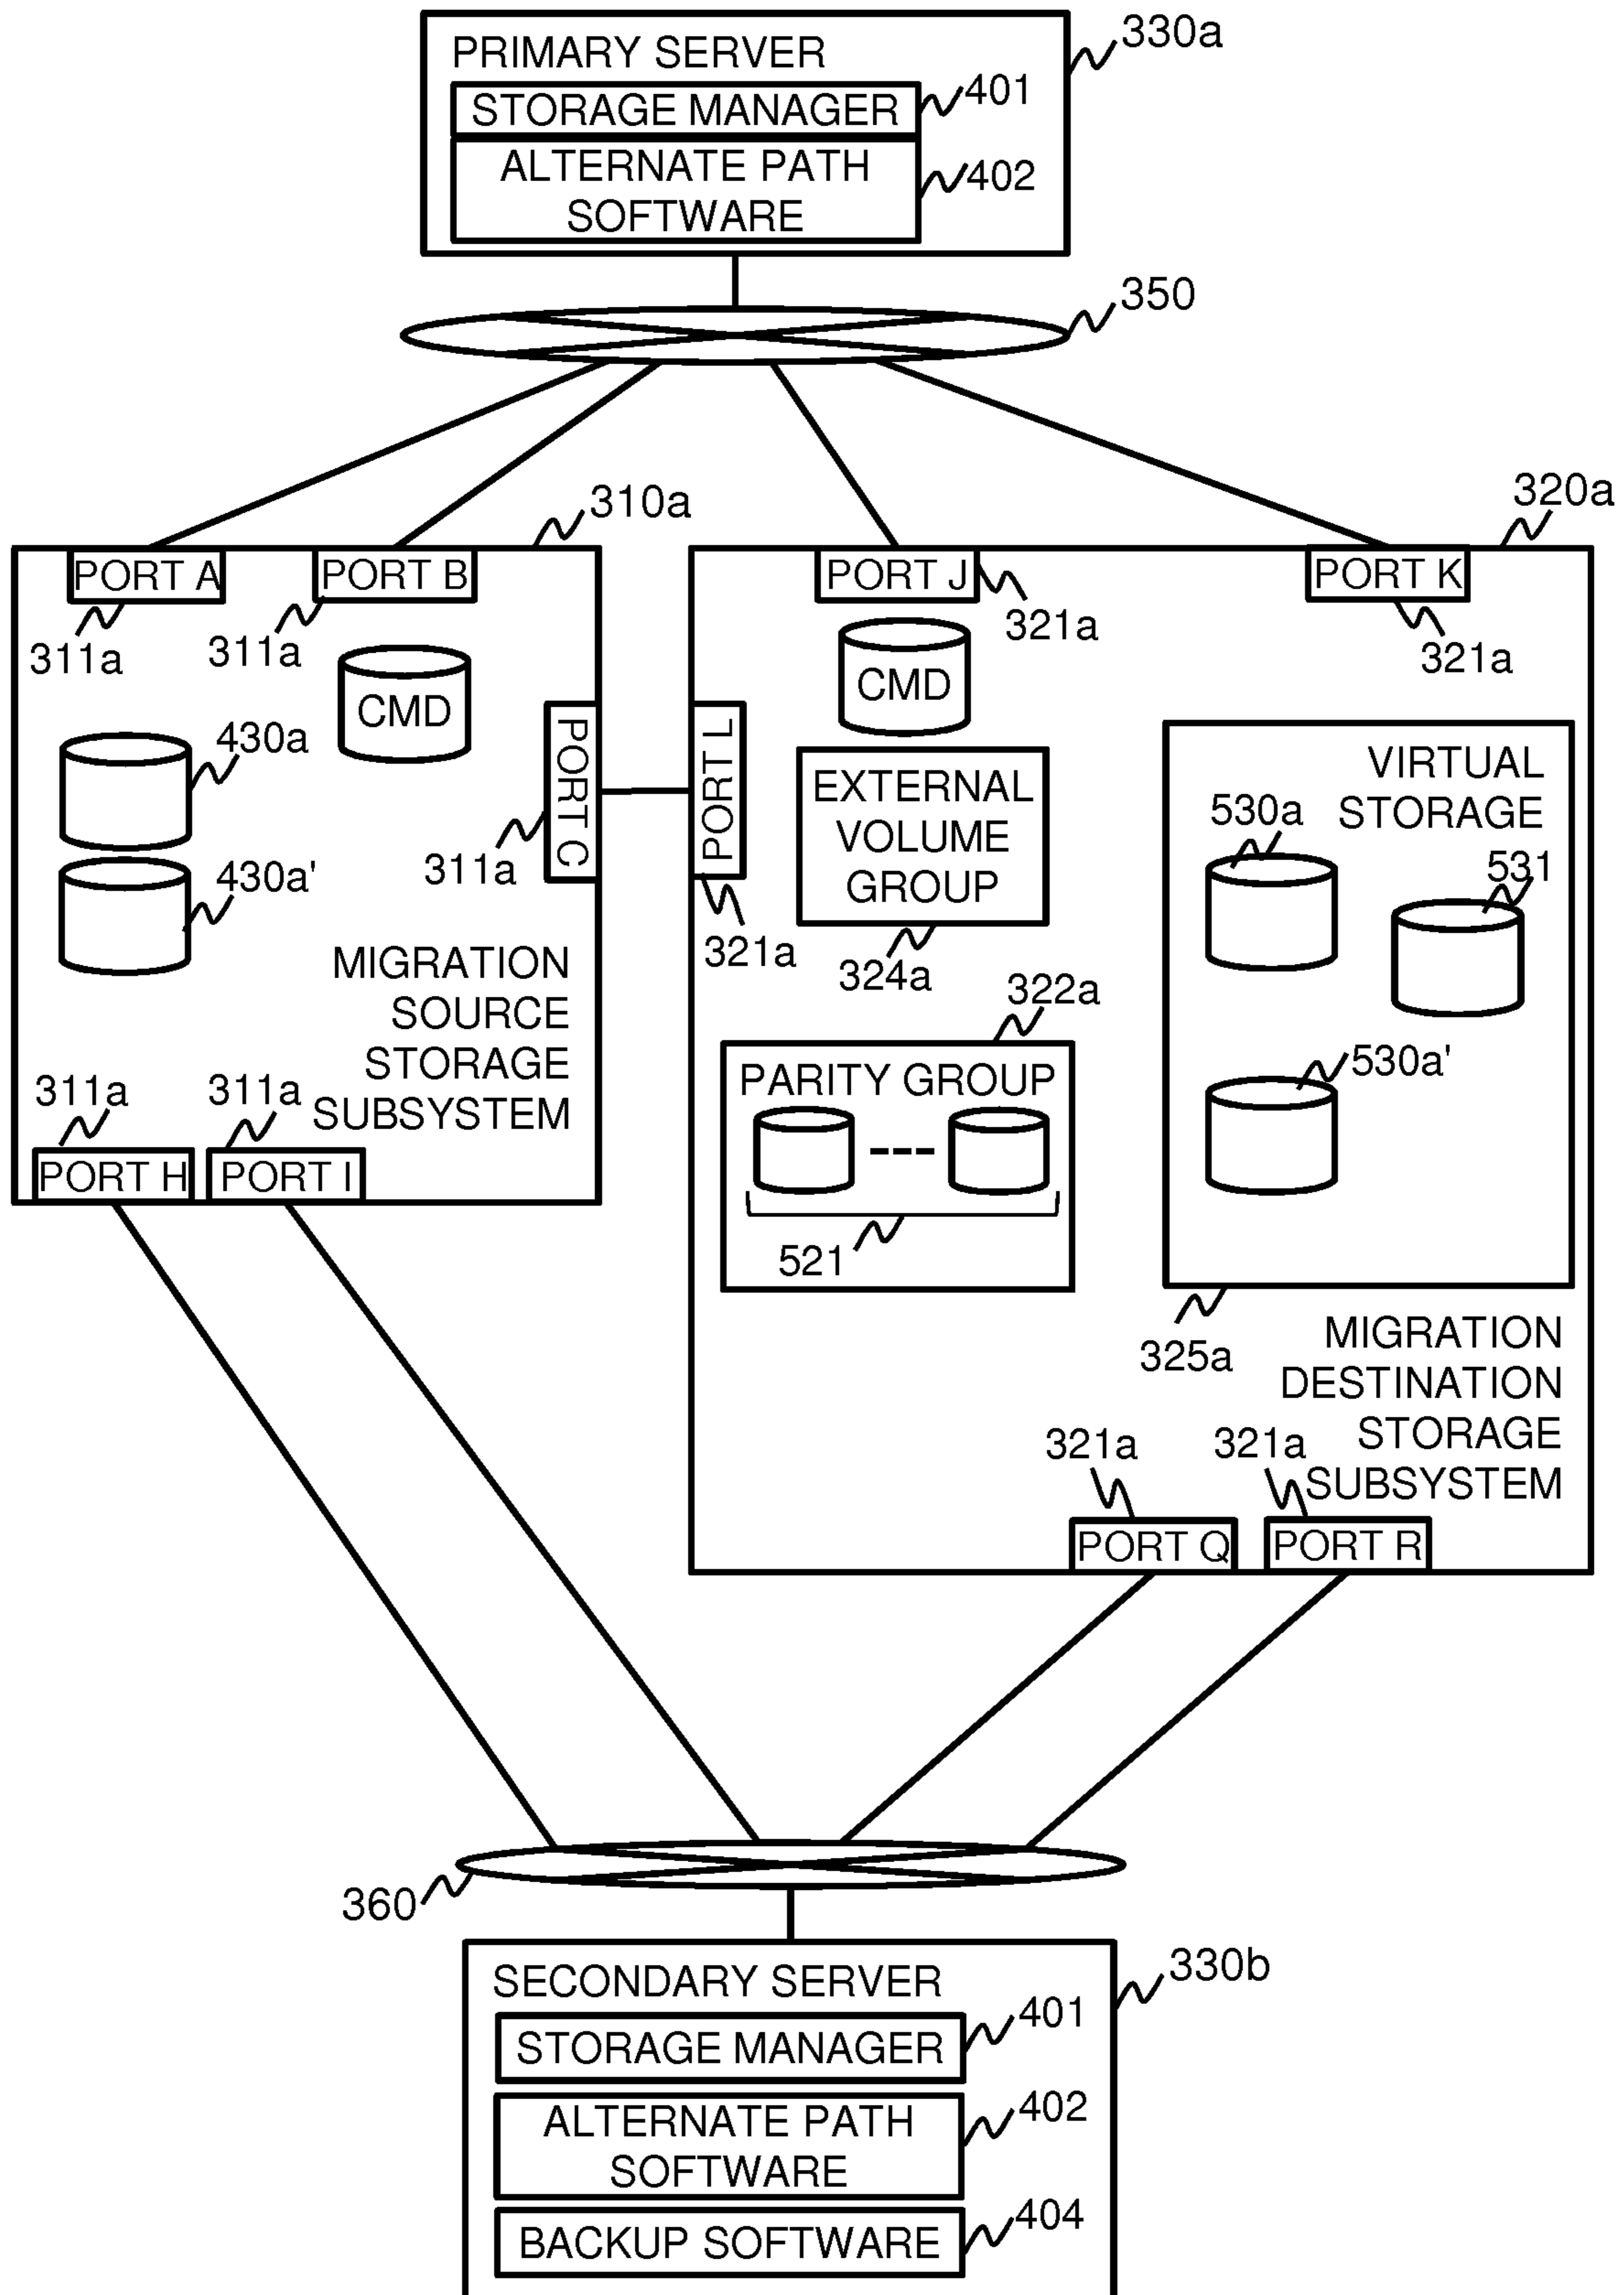 PRIMARY SERVER
330a
STORAGE MANAGER
401
ALTERNATE PATH
SOFTWARE
402
350
310a
320a
PORT A
PORT B
PORT J
PORT K
311a
311a
321a
321a
CMD
CMD
430a
430a'
PORT C
311a
PORT L
321a
EXTERNAL
VOLUME
GROUP
324a
VIRTUAL
STORAGE
530a
531
530a'
325a
MIGRATION
SOURCE
STORAGE
SUBSYSTEM
322a
PARITY GROUP
521
311a
311a
PORT H
PORT I
MIGRATION
DESTINATION
STORAGE
SUBSYSTEM
321a
321a
PORT Q
PORT R
360
SECONDARY SERVER
330b
STORAGE MANAGER
401
ALTERNATE PATH
SOFTWARE
402
BACKUP SOFTWARE
404